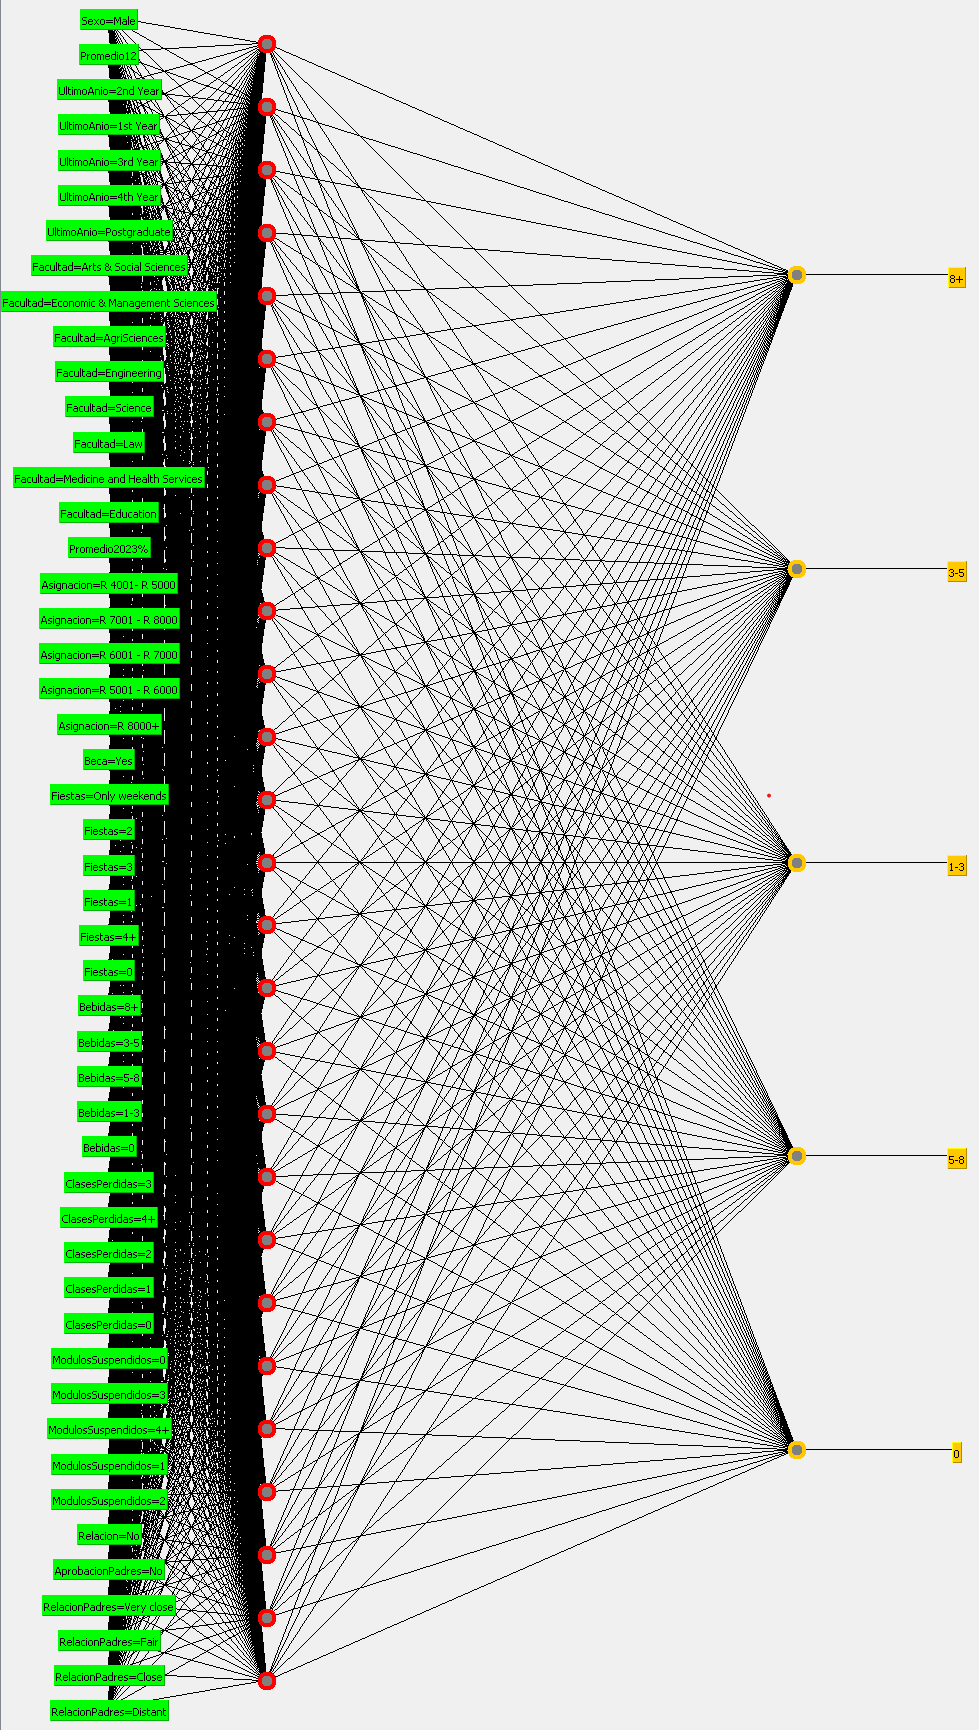 Sexo=Male
Promedio12
UltimoAnio=2nd Year
UltimoAnio=1st Year
UltimoAnio=3rd Year
UltimoAnio=4th Year
UltimoAnio=Postgraduate
Facultad=Arts & Social Sciences
Facultad=Economic & Management Sciences
Facultad=AgriSciences
Facultad=Engineering
Facultad=Science
Facultad=Law
Facultad=Medicine and Health Services
Facultad=Education
Promedio2023%
Asignacion=R 4001- R 5000
Asignacion=R 7001 - R 8000
Asignacion=R 6001 - R 7000
Asignacion=R 5001 - R 6000
Asignacion=R 8000+
Beca=Yes
Fiestas=Only weekends
Fiestas=2
Fiestas=3
Fiestas=1
Fiestas=4+
Fiestas=0
Bebidas=8+
Bebidas=3-5
Bebidas=5-8
Bebidas=1-3
Bebidas=0
ClasesPerdidas=3
ClasesPerdidas=4+
ClasesPerdidas=2
ClasesPerdidas=1
ClasesPerdidas=0
ModulosSuspendidos=0
ModulosSuspendidos=3
ModulosSuspendidos=4+
ModulosSuspendidos=1
ModulosSuspendidos=2
Relacion=No
AprobacionPadres=No
RelacionPadres=Very close
RelacionPadres=Fair
RelacionPadres=Close
RelacionPadres=Distant
8+
3-5
1-3
5-8
0